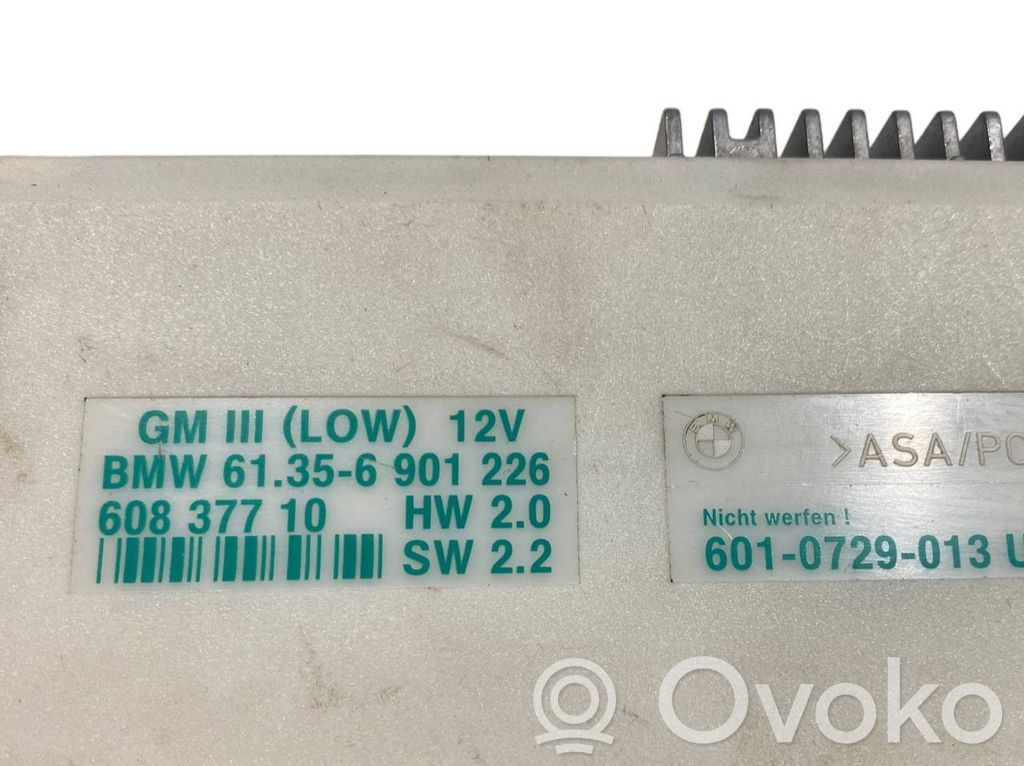 GM III (LOW) 12V
BMW 61.35-6 901 226
608 377 10 HW 2.0
SW 2.2
BMW
>ASA/PC
Nicht werfen !
601-0729-013 U
Ovoko